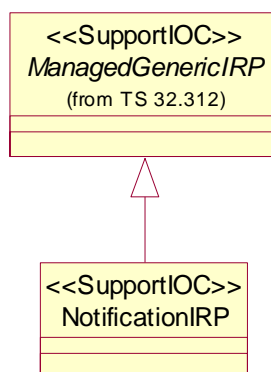 <<SupportIOC>>
ManagedGenericIRP
(from TS 32.312)
<<SupportIOC>>
NotificationIRP